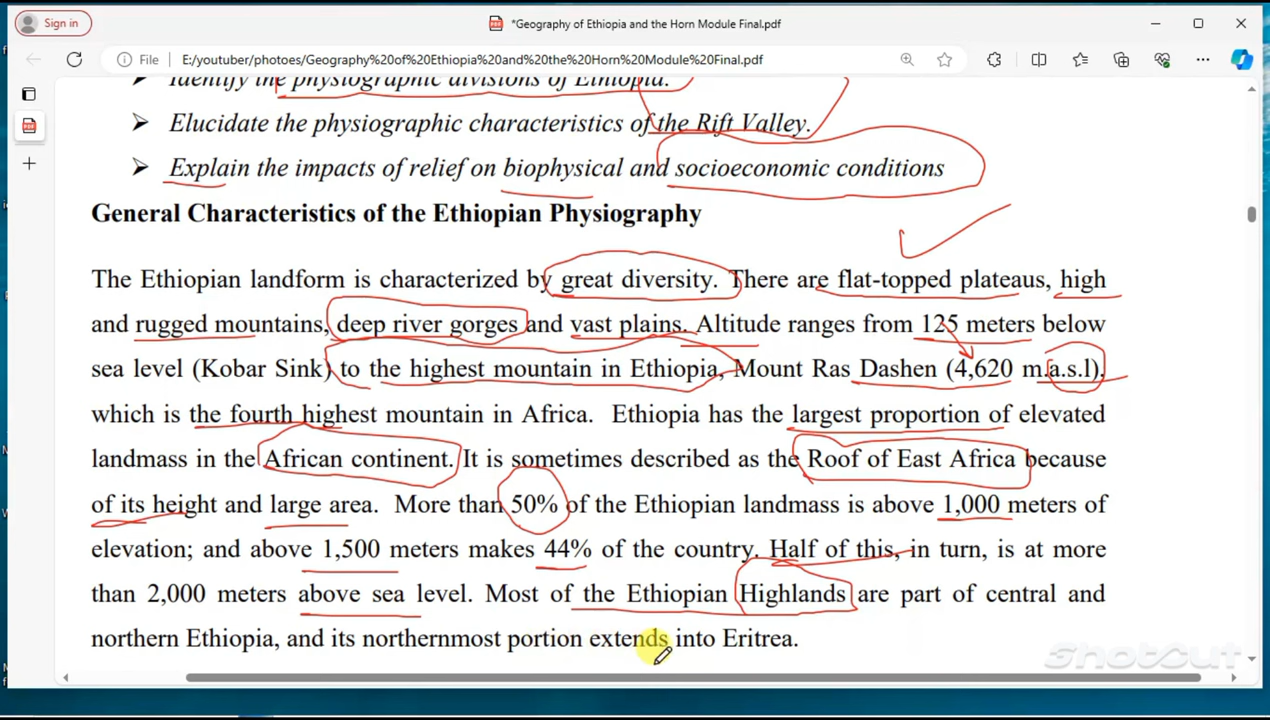 Sign in
*Geography of Ethiopia and the Horn Module Final.pdf
File
E:/youtuber/photoes/Geography%20of%20Ethiopia%20and%20the%20Horn%20Module%20Final.pdf
➤ Identify the physiographic divisions of Ethiopia.
➤ Elucidate the physiographic characteristics of the Rift Valley.
➤ Explain the impacts of relief on biophysical and socioeconomic conditions
General Characteristics of the Ethiopian Physiography
The Ethiopian landform is characterized by great diversity. There are flat-topped plateaus, high
and rugged mountains, deep river gorges and vast plains. Altitude ranges from 125 meters below
sea level (Kobar Sink) to the highest mountain in Ethiopia, Mount Ras Dashen (4,620 m.a.s.l),
which is the fourth highest mountain in Africa. Ethiopia has the largest proportion of elevated
landmass in the African continent. It is sometimes described as the Roof of East Africa because
of its height and large area. More than 50% of the Ethiopian landmass is above 1,000 meters of
elevation; and above 1,500 meters makes 44% of the country. Half of this, in turn, is at more
than 2,000 meters above sea level. Most of the Ethiopian Highlands are part of central and
northern Ethiopia, and its northernmost portion extends into Eritrea.
SHOTCUT